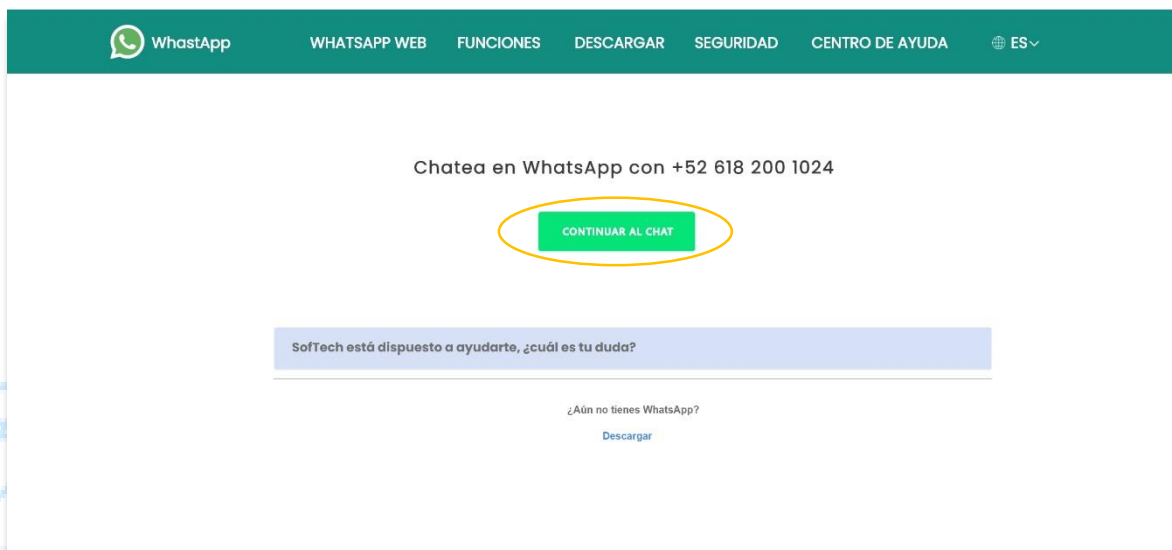 WhastApp WHATSAPP WEB FUNCIONES DESCARGAR SEGURIDAD CENTRO DE AYUDA ES
Chatea en WhatsApp con +52 618 200 1024
CONTINUAR AL CHAT
SofTech está dispuesto a ayudarte, ¿cuál es tu duda?
¿Aún no tienes WhatsApp?
Descargar